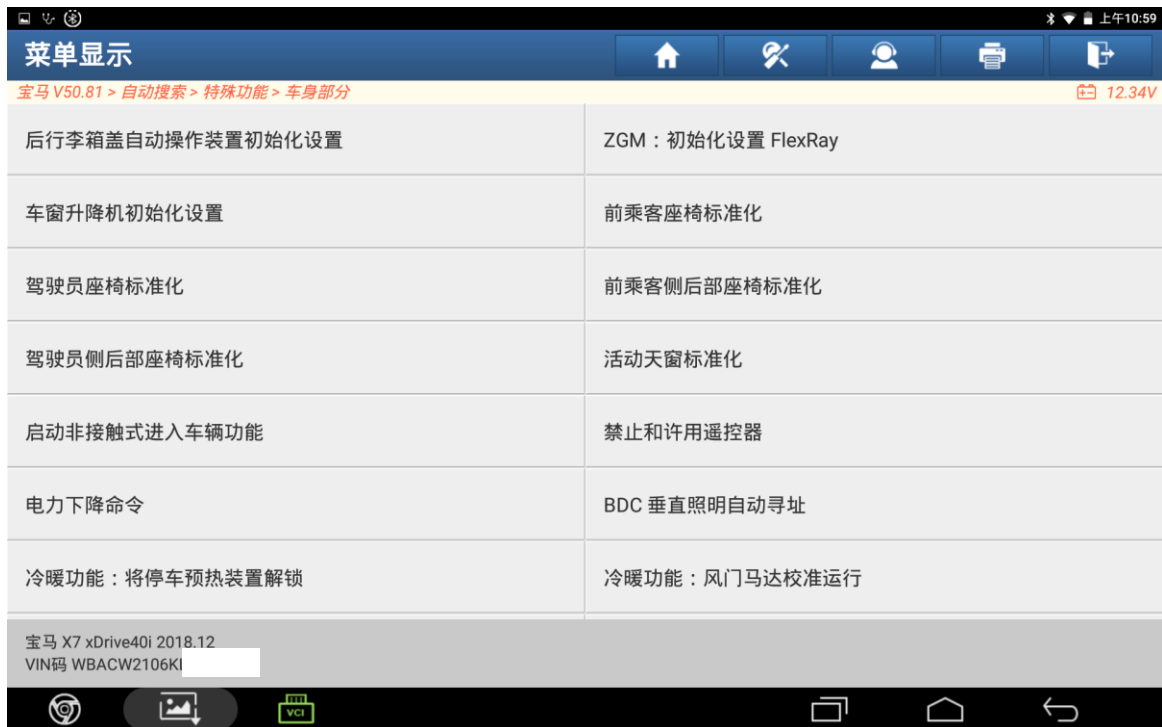 上午10:59
菜单显示
宝马 V50.81 > 自动搜索 > 特殊功能 > 车身部分
12.34V
后行李箱盖自动操作装置初始化设置
ZGM：初始化设置 FlexRay
车窗升降机初始化设置
前乘客座椅标准化
驾驶员座椅标准化
前乘客侧后部座椅标准化
驾驶员侧后部座椅标准化
活动天窗标准化
启动非接触式进入车辆功能
禁止和许用遥控器
电力下降命令
BDC 垂直照明自动寻址
冷暖功能：将停车预热装置解锁
冷暖功能：风门马达校准运行
宝马 X7 xDrive40i 2018.12
VIN码 WBACW2106K
VCI